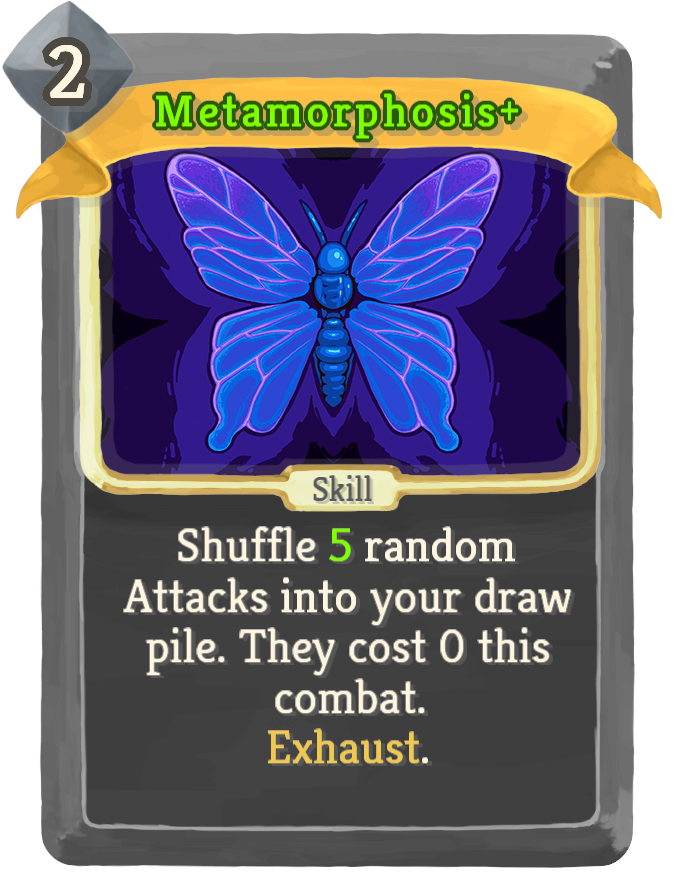 2
Metamorphosis+
Skill
Shuffle 5 random
Attacks into your draw
pile. They cost 0 this
combat.
Exhaust.